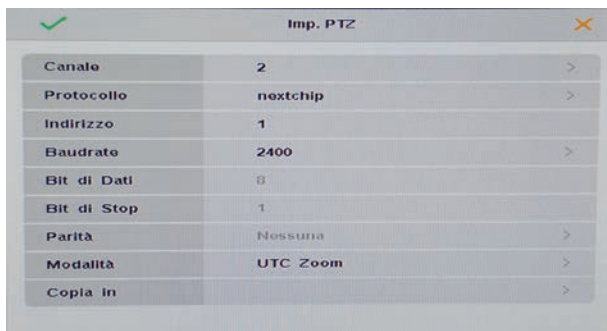 Imp. PTZ
Canale 2
Protocollo nextchip
Indirizzo 1
Baudrate 2400
Bit di Dati 8
Bit di Stop 1
Parità Nessuna
Modalità UTC Zoom
Copia in